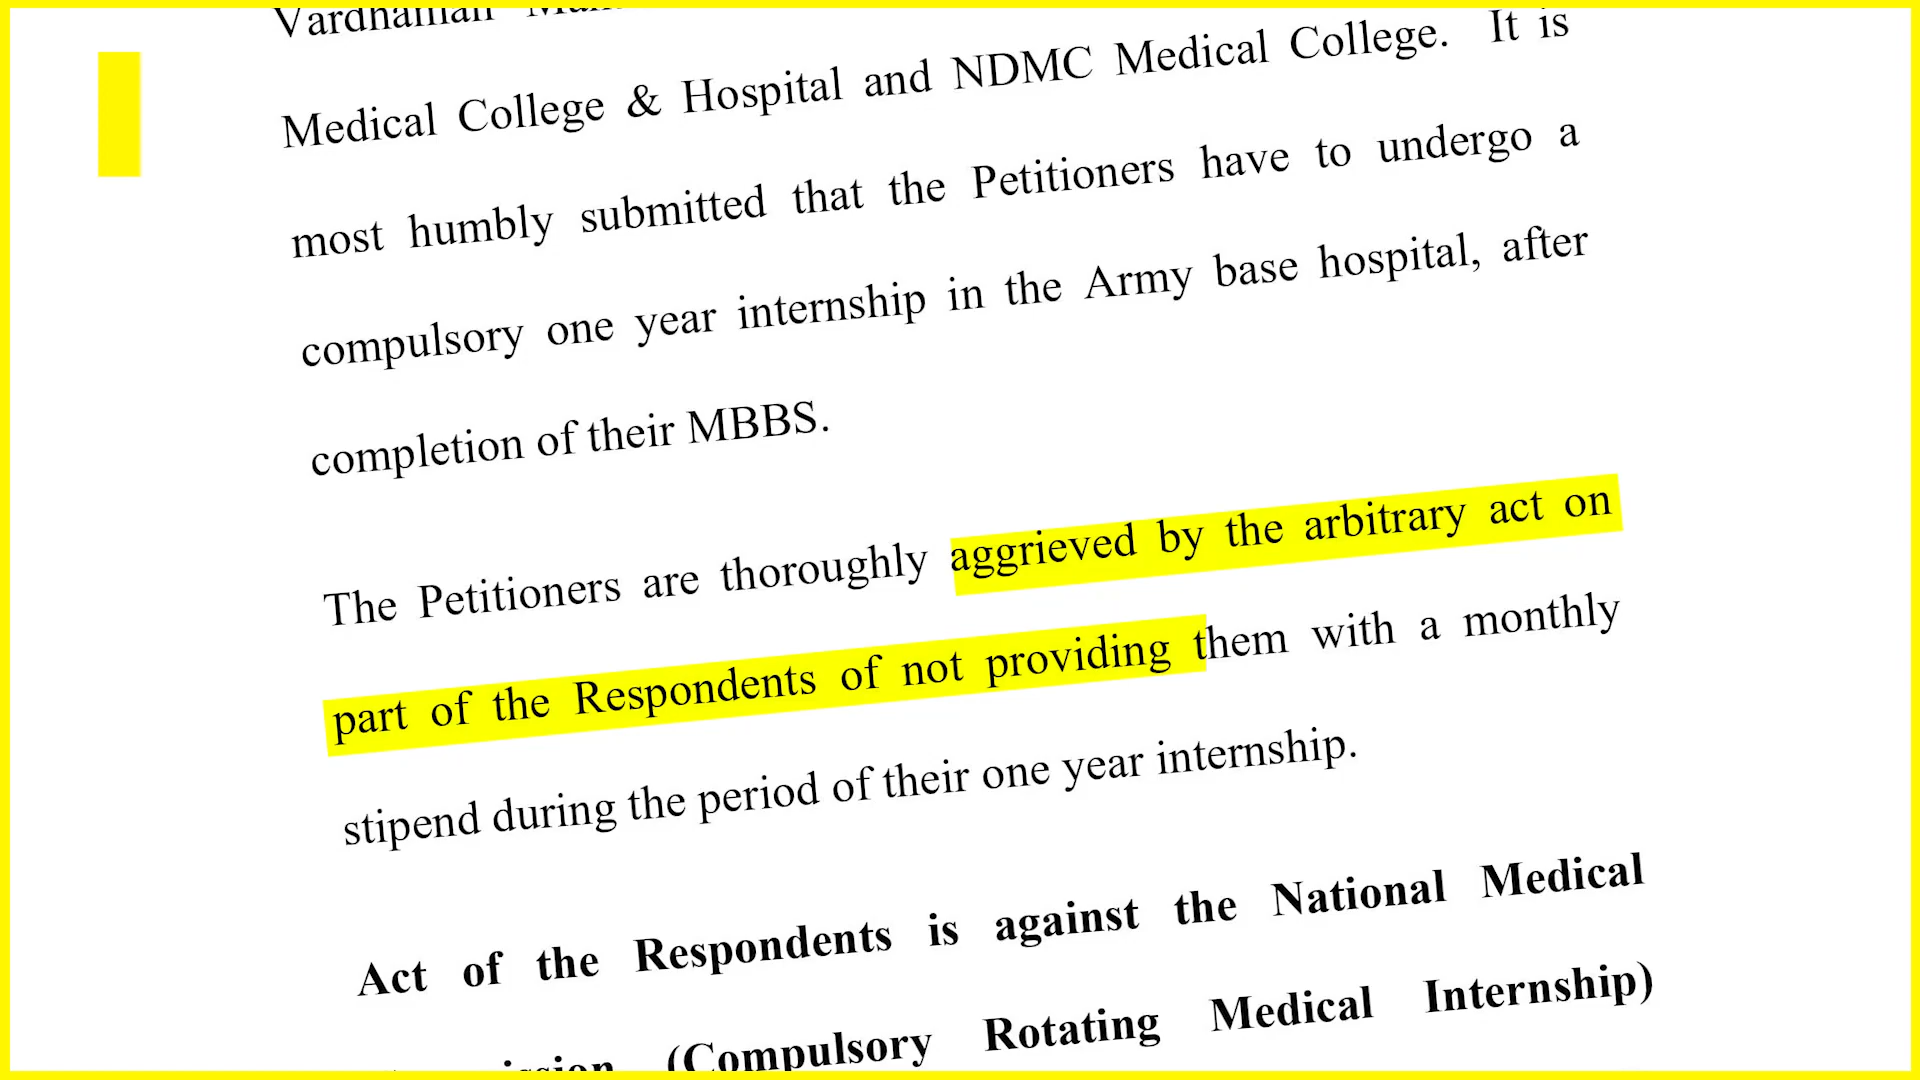 Vardhaman
Medical College & Hospital and NDMC Medical College. It is
most humbly submitted that the Petitioners have to undergo a
compulsory one year internship in the Army base hospital, after
completion of their MBBS.
The Petitioners are thoroughly aggrieved by the arbitrary act on
part of the Respondents of not providing them with a monthly
stipend during the period of their one year internship.
Act of the Respondents is against the National Medical
(Compulsory Rotating Medical Internship)